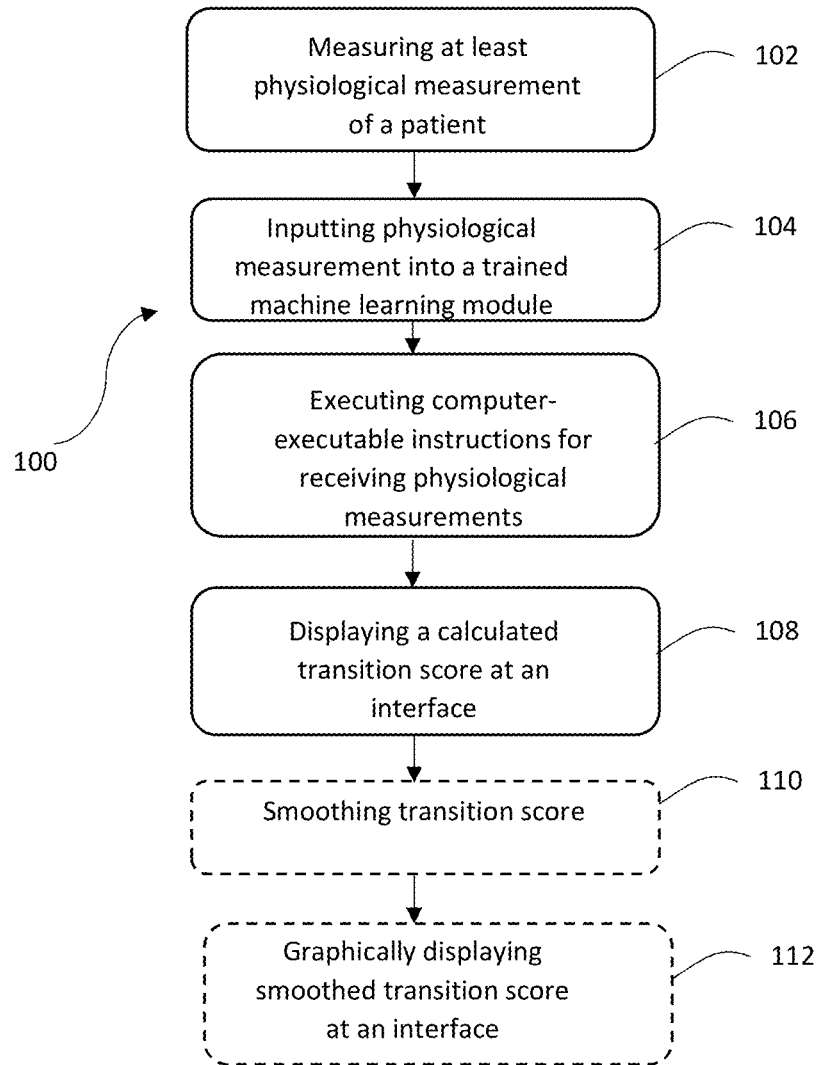 Measuring at least
physiological measurement
of a patient
102
Inputting physiological
measurement into a trained
machine learning module
104
Executing computer-
executable instructions for
receiving physiological
measurements
106
100
Displaying a calculated
transition score at an
interface
108
Smoothing transition score
110
Graphically displaying
smoothed transition score
at an interface
112